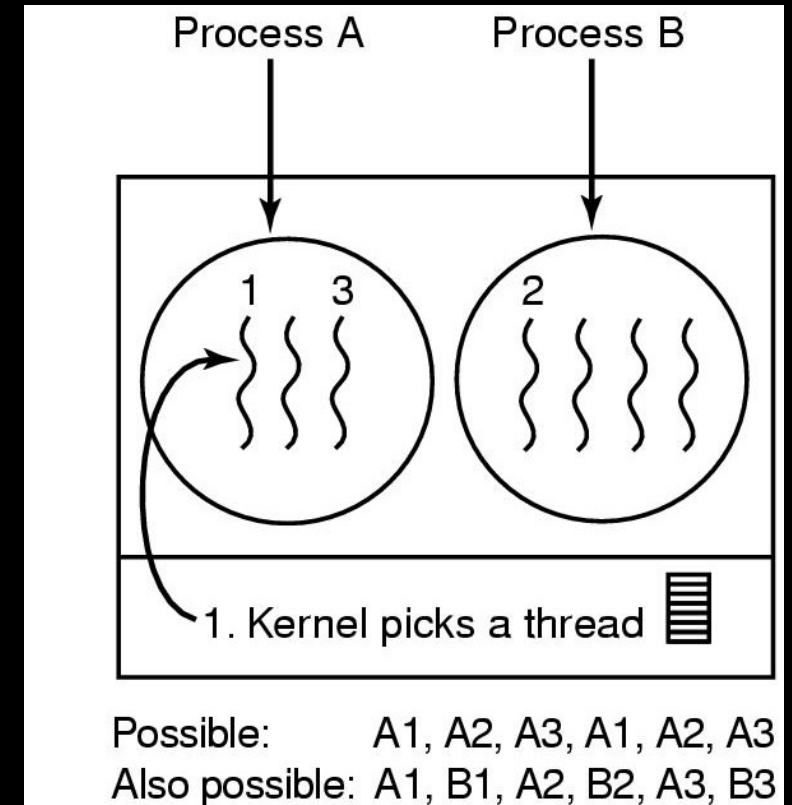 Process A Process B
1 3 2
1. Kernel picks a thread
Possible: A1, A2, A3, A1, A2, A3
Also possible: A1, B1, A2, B2, A3, B3